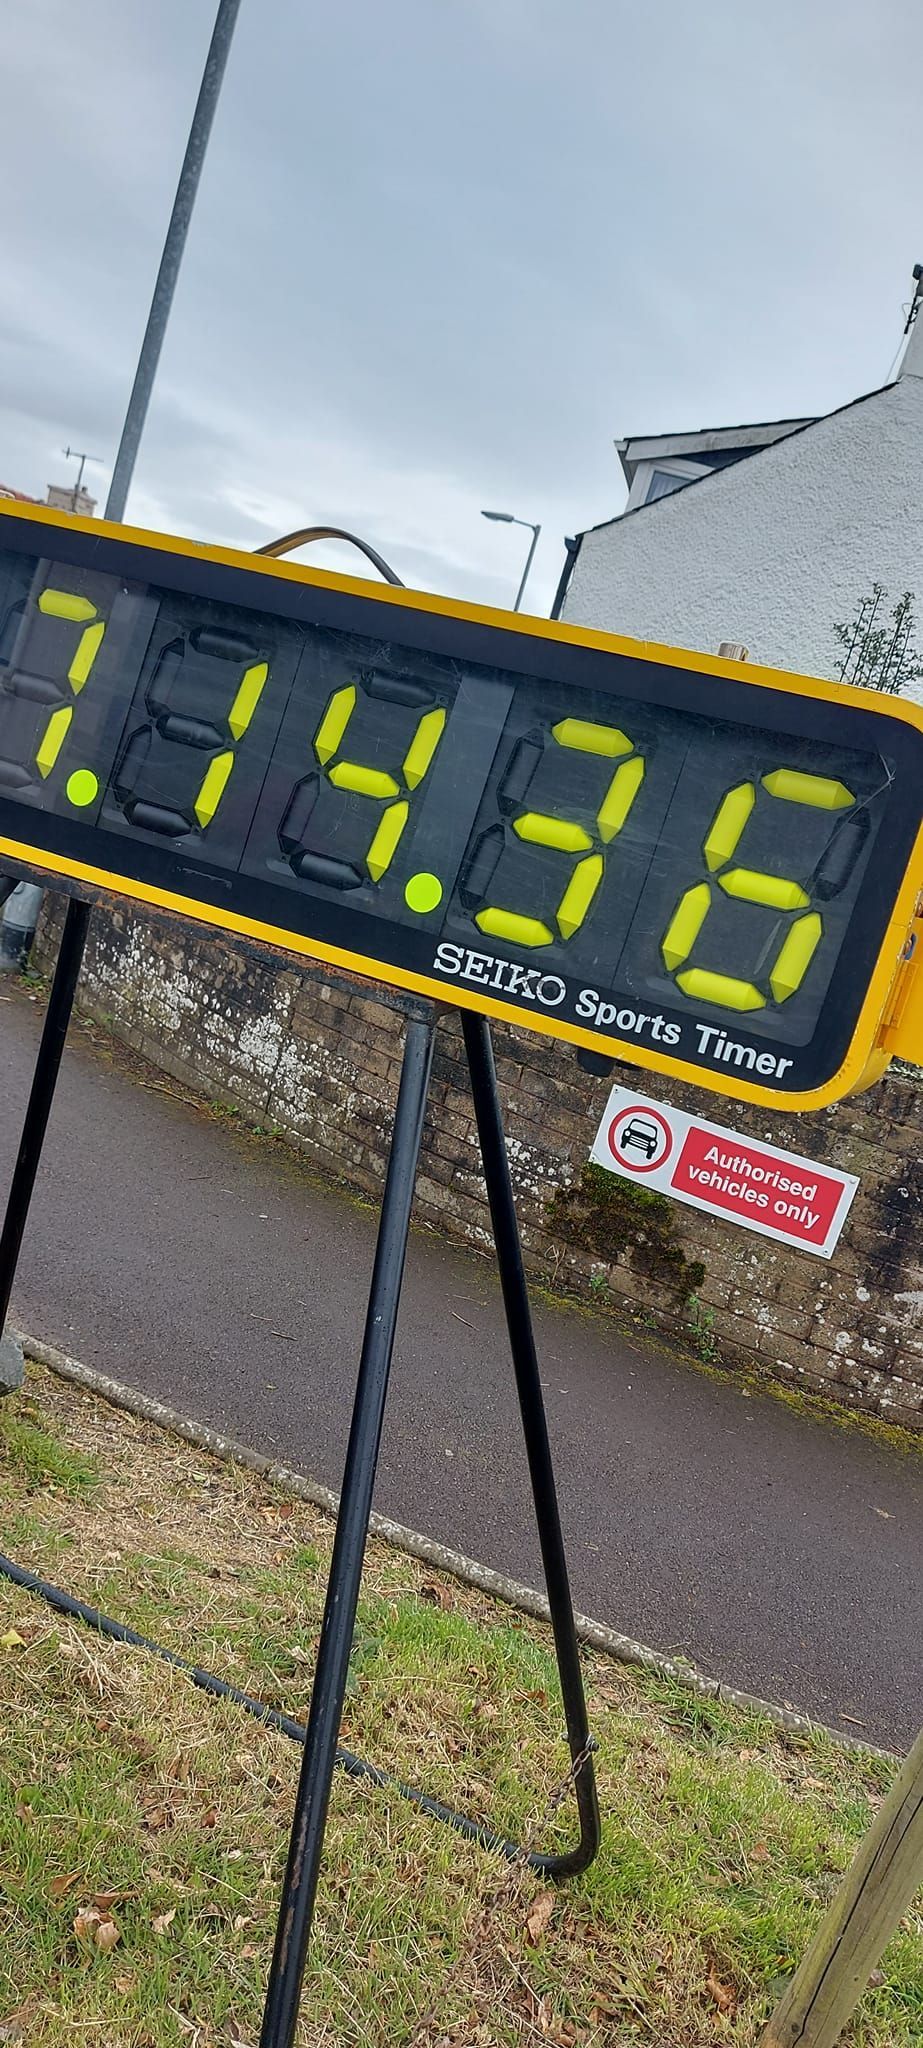 7.14.36
SEIKO Sports Timer
Authorised
vehicles only